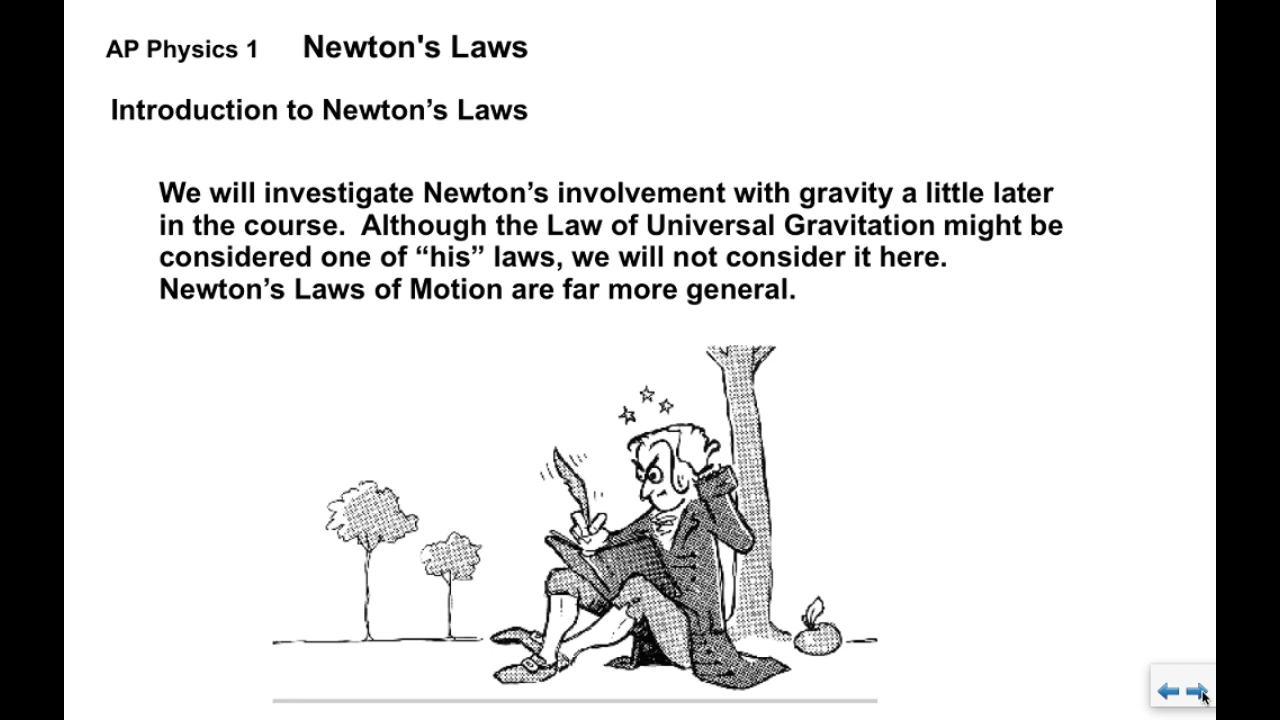 AP Physics 1 Newton's Laws
Introduction to Newton’s Laws
We will investigate Newton’s involvement with gravity a little later
in the course.  Although the Law of Universal Gravitation might be
considered one of “his” laws, we will not consider it here.
Newton’s Laws of Motion are far more general.